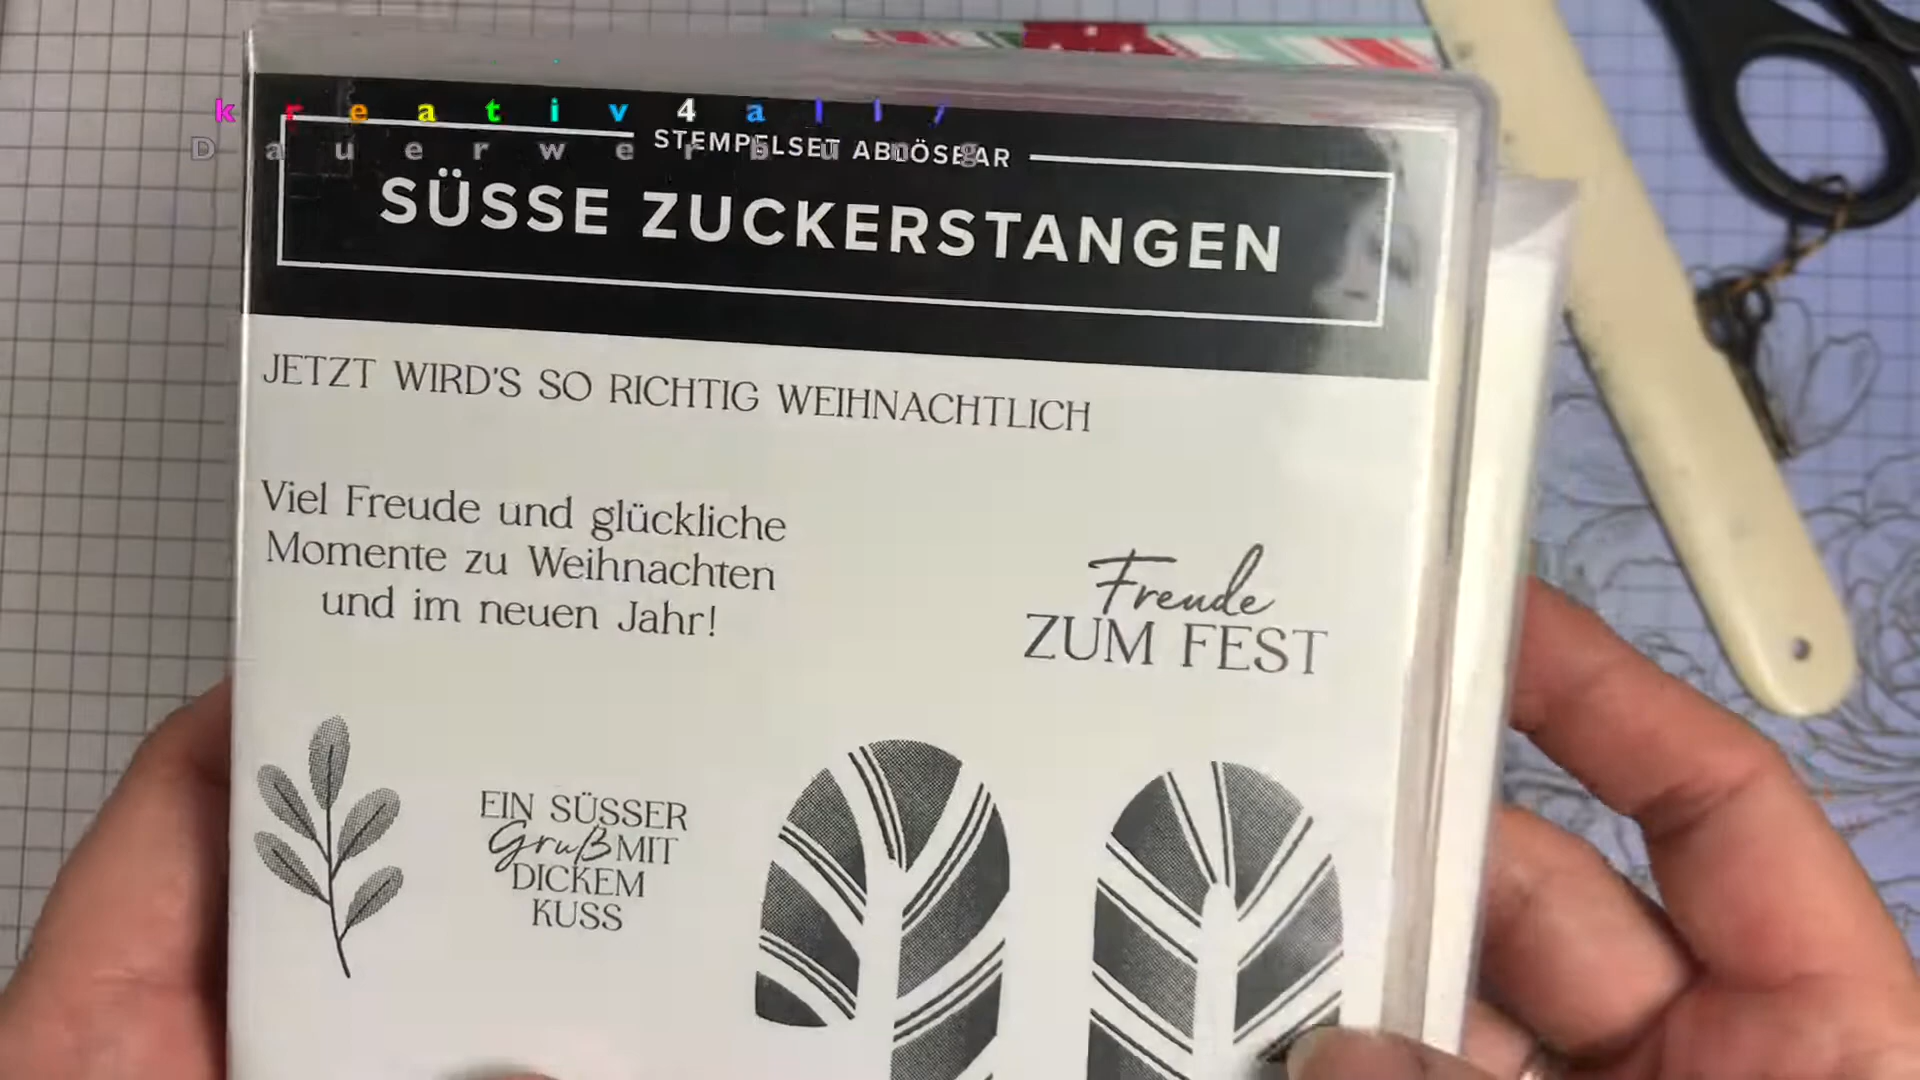 kreativ4all/
Dauerwerbung
STEMPELSET ABLÖSBAR
SÜSSE ZUCKERSTANGEN
JETZT WIRD'S SO RICHTIG WEIHNACHTLICH
Viel Freude und glückliche
Momente zu Weihnachten
und im neuen Jahr!
Freude
ZUM FEST
EIN SÜSSER
Gruß MIT
DICKEM
KUSS